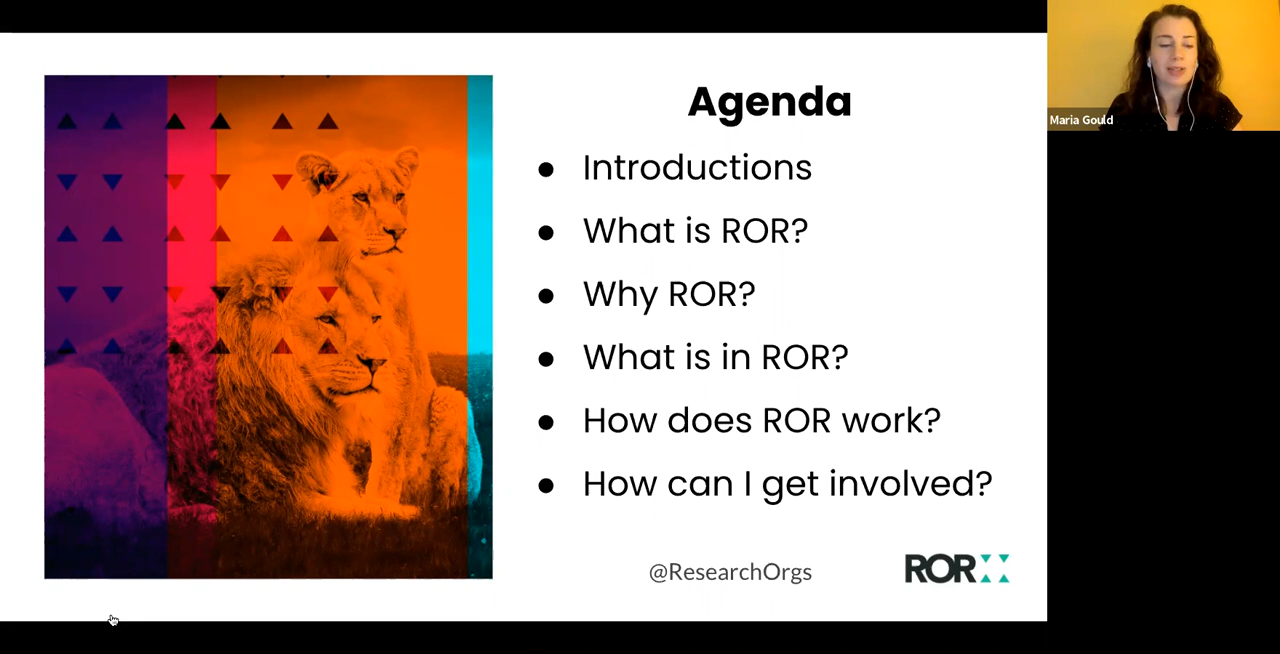 Agenda
● Introductions
● What is ROR?
● Why ROR?
● What is in ROR?
● How does ROR work?
● How can I get involved?
@ResearchOrgs
ROR
Maria Gould